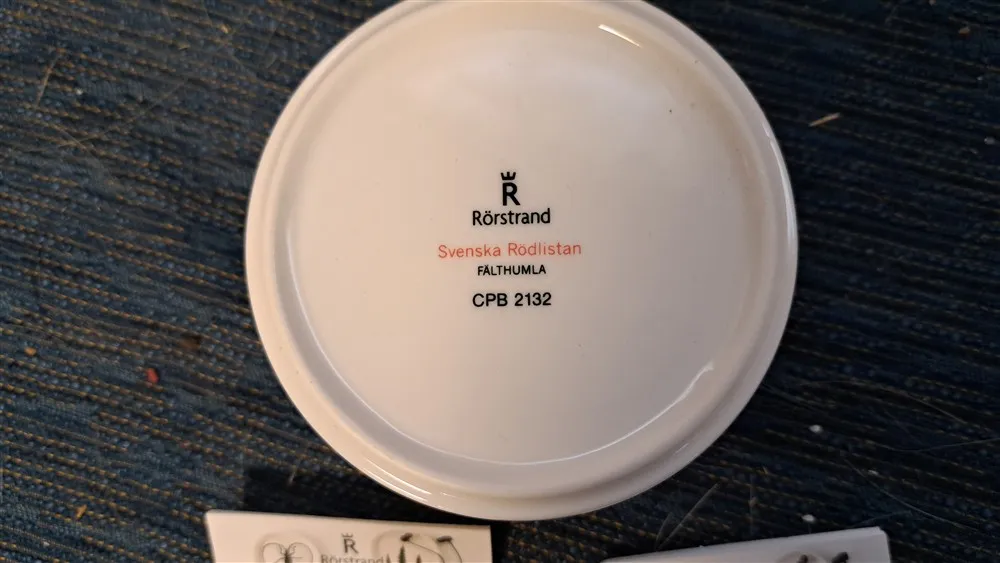 R
Rörstrand
Svenska Rödlistan
FÄLTHUMLA
CPB 2132
R
Rörstrand